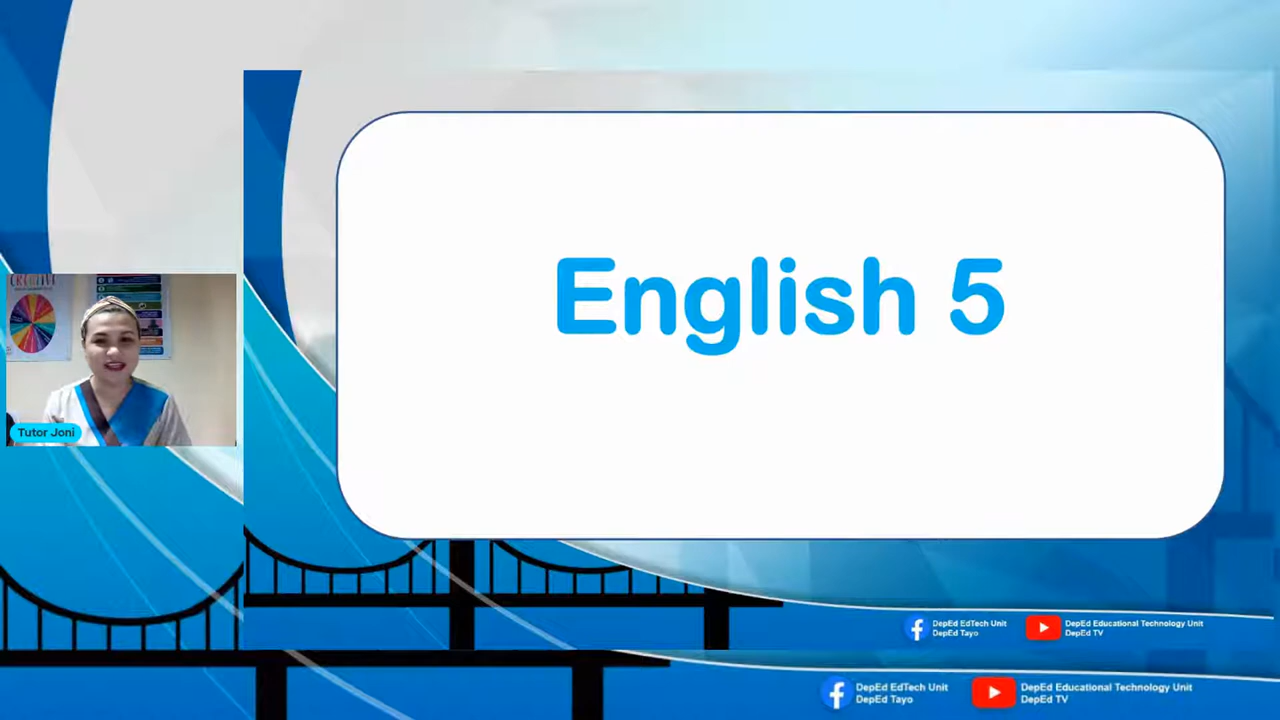 CREATIVE
Tutor Joni
English 5
DepEd EdTech Unit
DepEd Tayo
DepEd Educational Technology Unit
DepEd TV
DepEd EdTech Unit
DepEd Tayo
DepEd Educational Technology Unit
DepEd TV